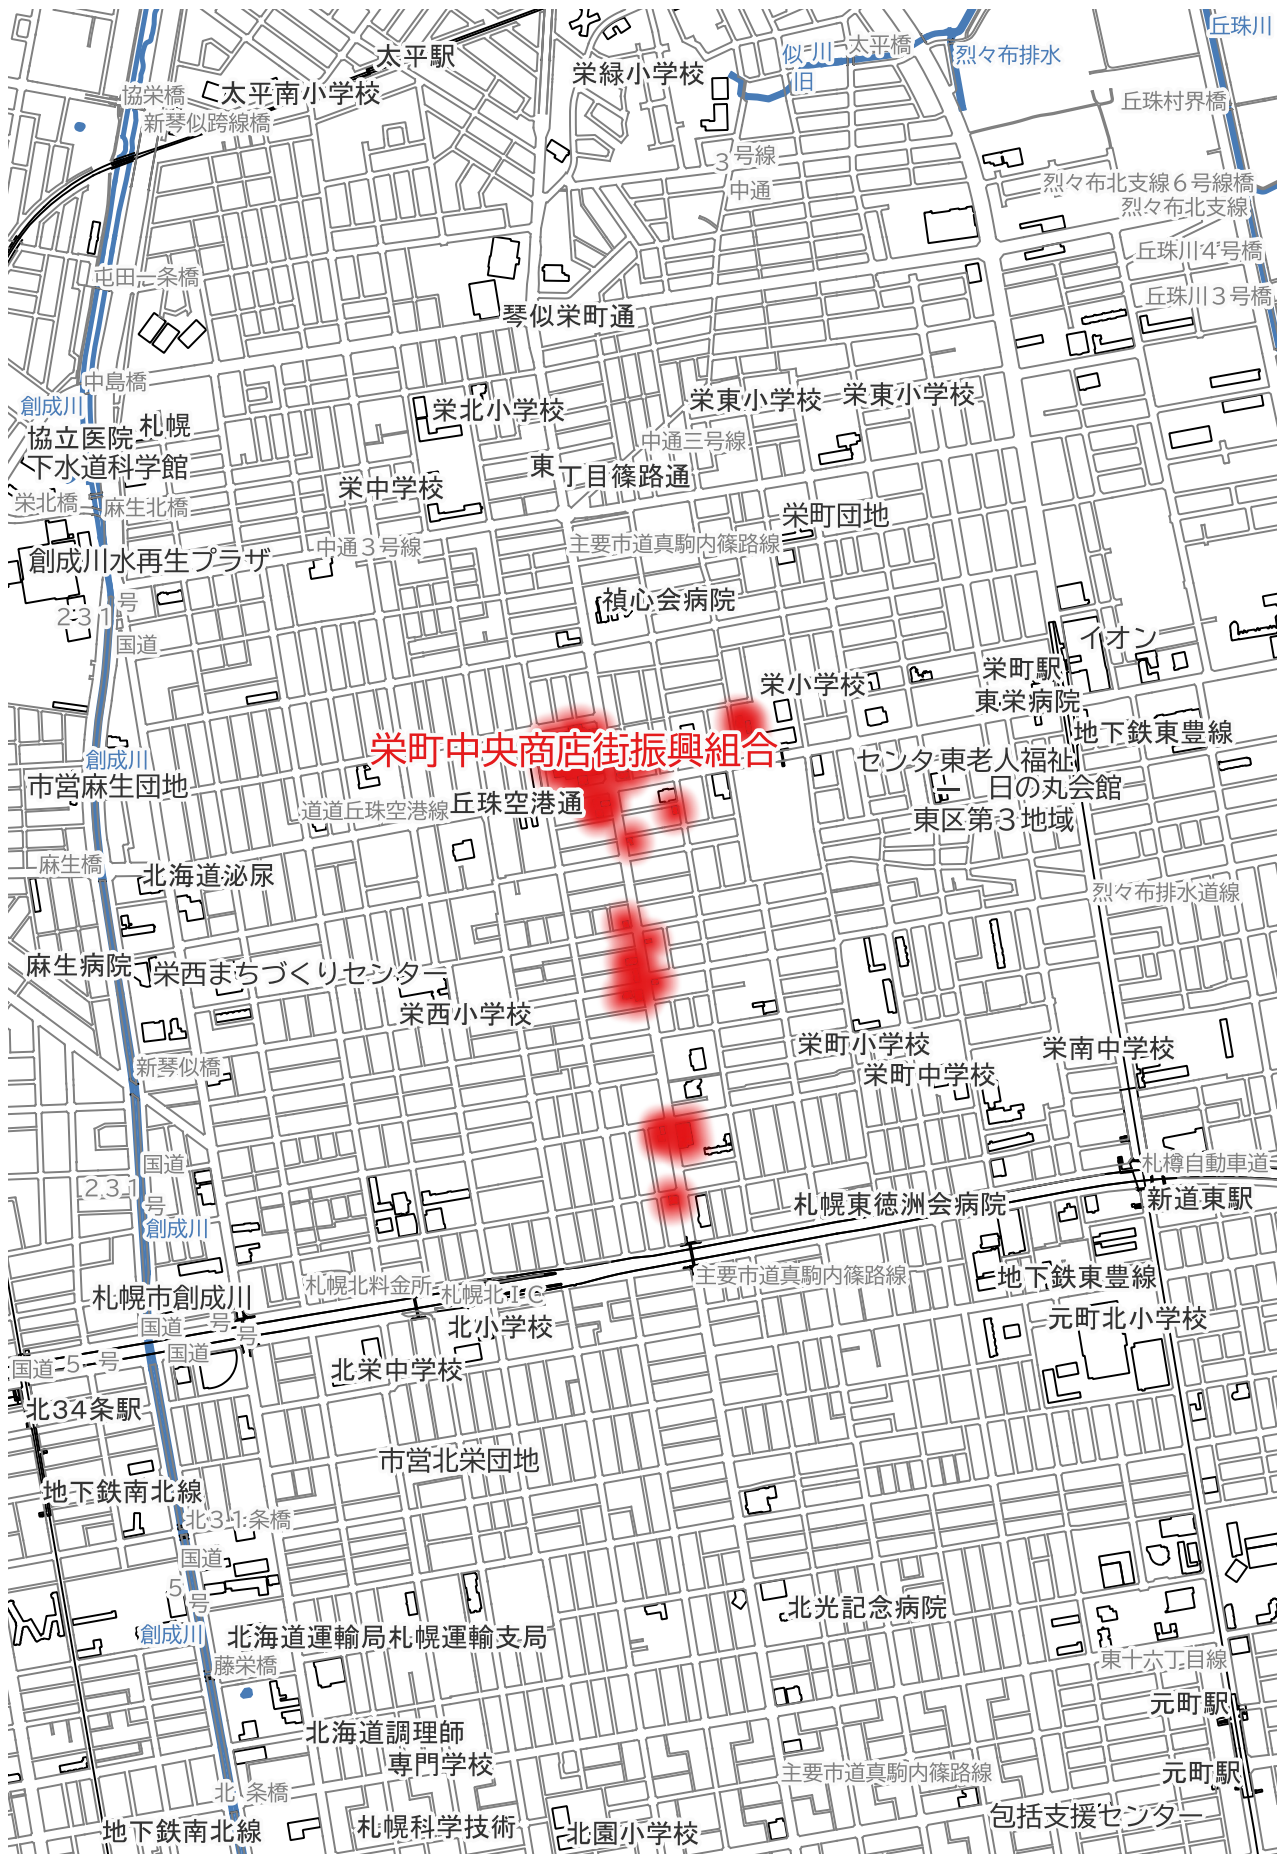 丘珠川
太平駅
似 川
旧
太平橋
烈々布排水
栄緑小学校
太平南小学校
協栄橋
新琴似跨線橋
丘珠村界橋
3 号線
中通
烈々布北支線6号線橋
烈々布北支線
丘珠川4号橋
屯田一条橋
丘珠川3号橋
琴似栄町通
中島橋
創成川
栄北小学校
栄東小学校
栄東小学校
札幌
協立医院
中通三号線
下水道科学館
東 丁目篠路通
栄中学校
栄北橋
麻生北橋
栄町団地
中通3号線
主要市道真駒内篠路線
創成川水再生プラザ
231 号
国道
禎心会病院
イオン
栄町駅
栄小学校
東栄病院
地下鉄東豊線
栄町中央商店街振興組合
創成川
センタ東老人福祉
ー
日の丸会館
市営麻生団地
道道丘珠空港線
丘珠空港通
東区第3地域
麻生橋
北海道泌尿
烈々布排水道線
麻生病院
栄西まちづくりセンター
栄西小学校
栄町小学校
栄南中学校
新琴似橋
栄町中学校
国道
231
号
札樽自動車道
創成川
札幌東徳洲会病院
新道東駅
札幌北料金所
札幌北IC
主要市道真駒内篠路線
地下鉄東豊線
札幌市創成川
国道 号
号
北小学校
元町北小学校
国道
国道 5 号
北栄中学校
北34条駅
市営北栄団地
地下鉄南北線
北31条橋
国道
5
号
北光記念病院
創成川
北海道運輸局札幌運輸支局
藤栄橋
東十六丁目線
元町駅
北海道調理師
専門学校
主要市道真駒内篠路線
元町駅
北 条橋
包括支援センター
地下鉄南北線
札幌科学技術
北園小学校